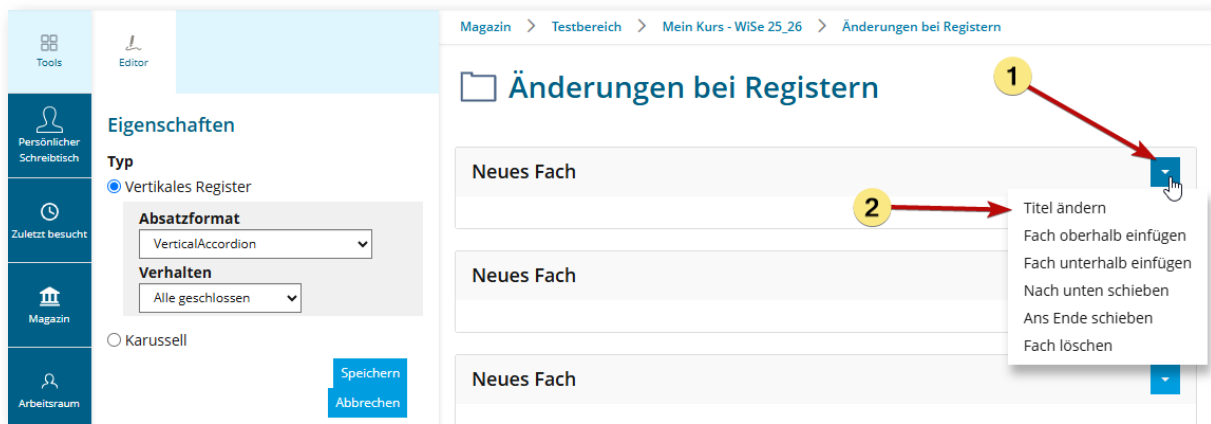 Tools
Editor
Persönlicher
Schreibtisch
Zuletzt besucht
Magazin
Arbeitsraum
Eigenschaften
Typ
Vertikales Register
Absatzformat
VerticalAccordion
Verhalten
Alle geschlossen
Karussell
Speichern
Abbrechen
Magazin > Testbereich > Mein Kurs - WiSe 25_26 > Änderungen bei Registern
Änderungen bei Registern
1
Neues Fach
2
Titel ändern
Fach oberhalb einfügen
Fach unterhalb einfügen
Nach unten schieben
Ans Ende schieben
Fach löschen
Neues Fach
Neues Fach